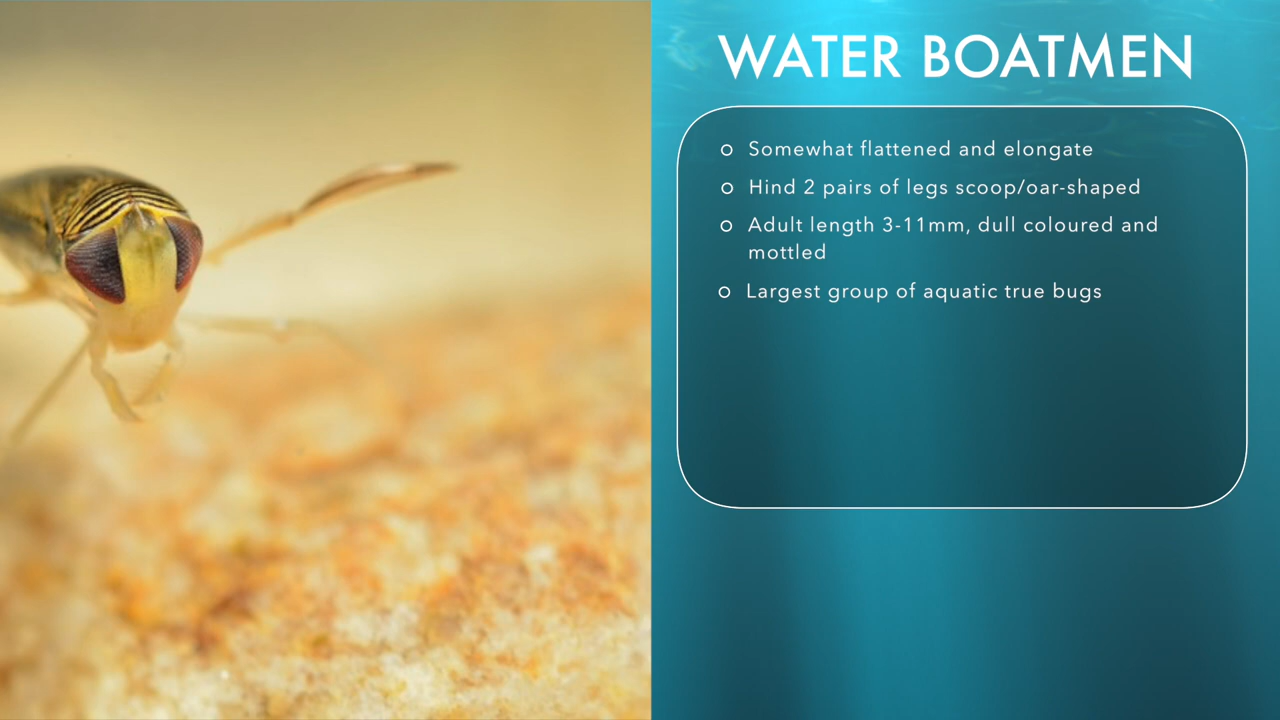 WATER BOATMEN
o Somewhat flattened and elongate
o Hind 2 pairs of legs scoop/oar-shaped
o Adult length 3-11mm, dull coloured and
mottled
o Largest group of aquatic true bugs